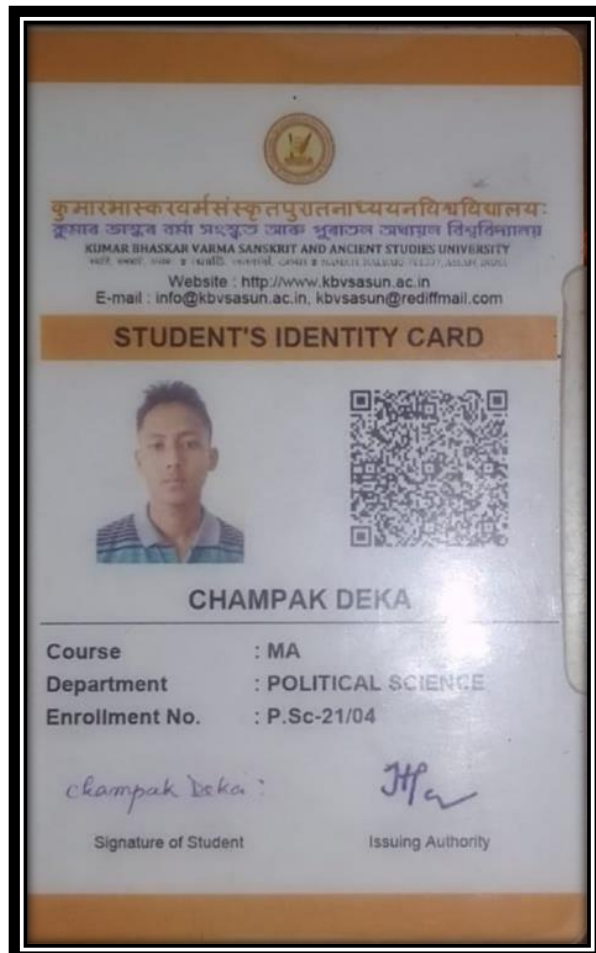 कुमारभास्करवर्मसंस्कृतपुरातनाध्ययनविश्वविद्यालयः
কুমাৰ ভাস্কৰ বৰ্মা সংস্কৃত আৰু পুৰাতন অধ্যয়ন বিশ্ববিদ্যালয়
KUMAR BHASKAR VARMA SANSKRIT AND ANCIENT STUDIES UNIVERSITY
Website : http://www.kbvsasun.ac.in
E-mail : info@kbvsasun.ac.in, kbvsasun@rediffmail.com
STUDENT'S IDENTITY CARD
CHAMPAK DEKA
Course : MA
Department : POLITICAL SCIENCE
Enrollment No. : P.Sc-21/04
Champak Deka
Signature of Student Issuing Authority